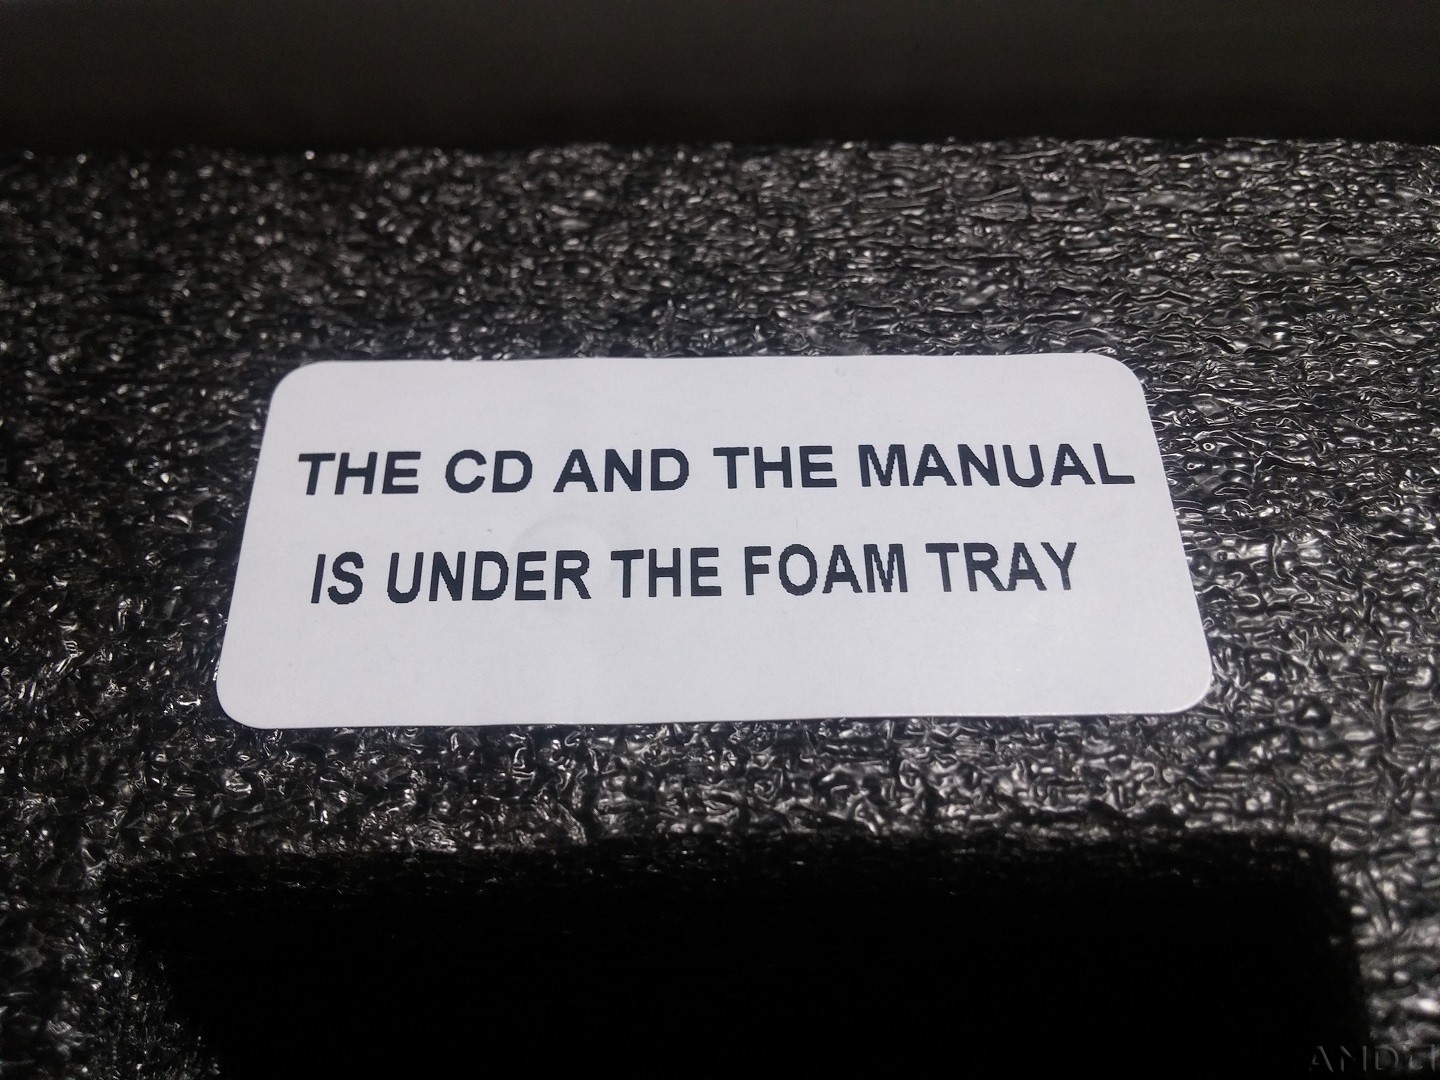 THE CD AND THE MANUAL
IS UNDER THE FOAM TRAY